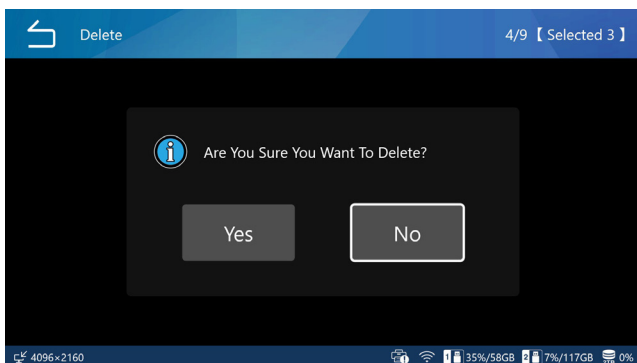 Delete
4/9【 Selected 3 】
Are You Sure You Want To Delete?
Yes
No
4096×2160
1 35%/58GB 2 7%/117GB 2TB 0%